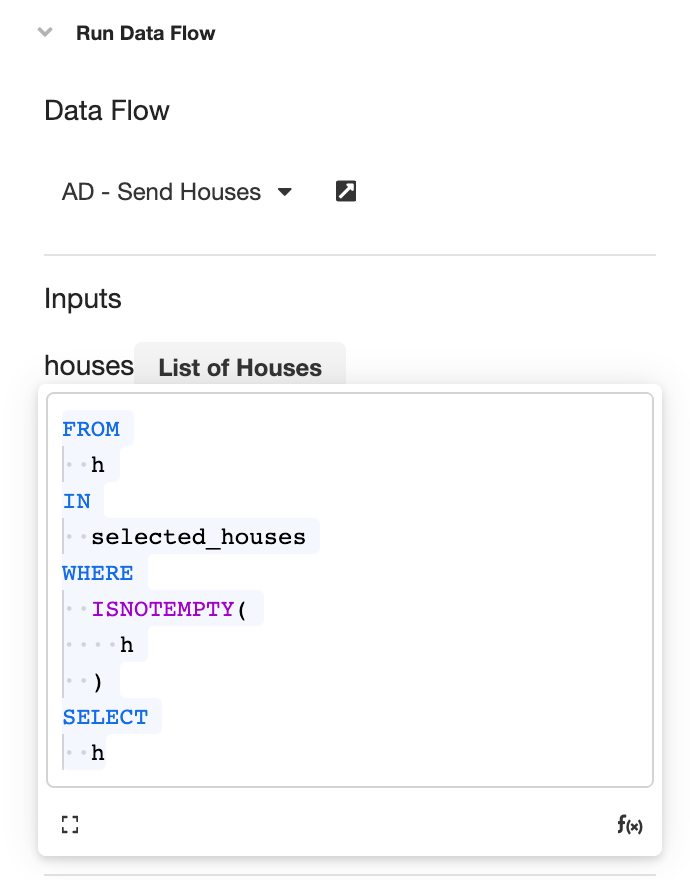 Run Data Flow
Data Flow
AD - Send Houses
Inputs
houses List of Houses
FROM
··h
IN
··selected_houses
WHERE
··ISNOTEMPTY(
····h
··)
SELECT
··h
f(x)